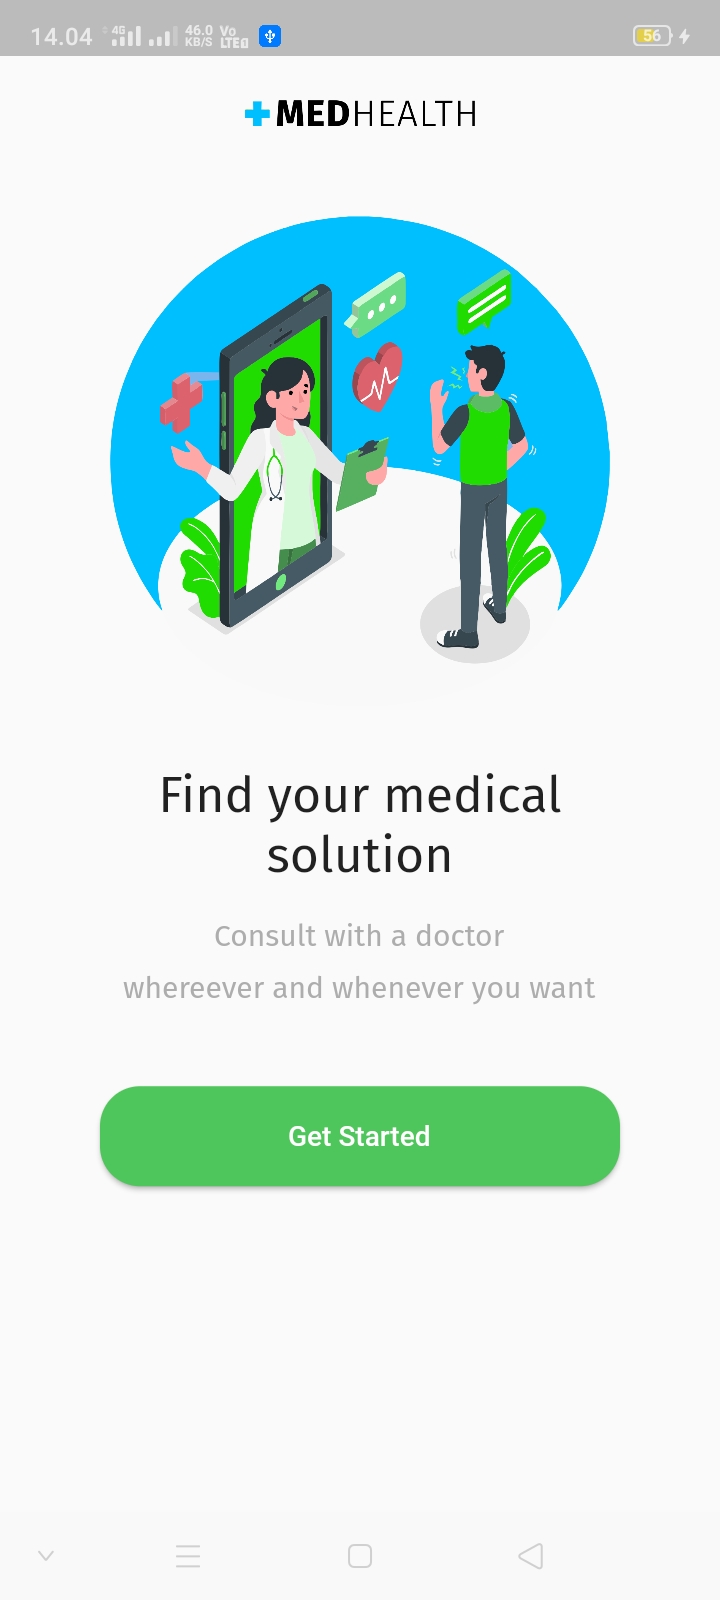 14.04 4G 46.0 KB/S Vo LTE 56
MEDHEALTH
Find your medical
solution
Consult with a doctor
whereever and whenever you want
Get Started